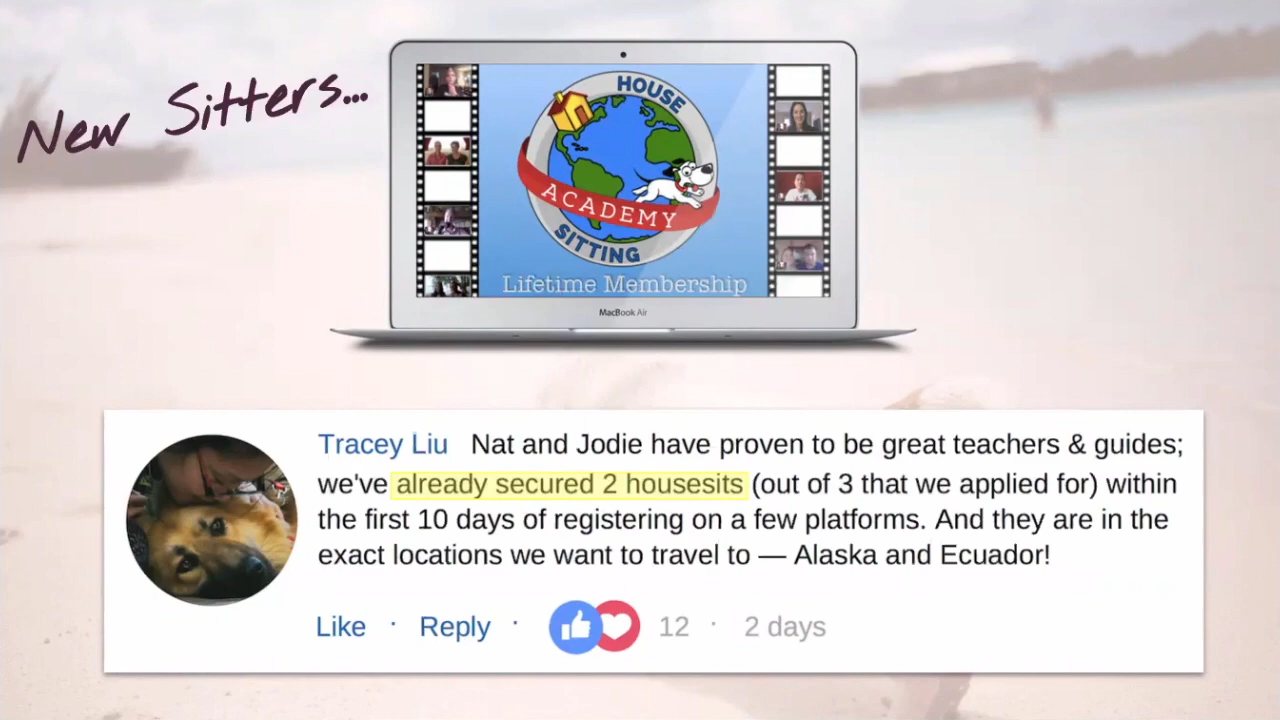 New Sitters...
HOUSE
ACADEMY
SITTING
Lifetime Membership
MacBook Air
Tracey Liu Nat and Jodie have proven to be great teachers & guides;
we've already secured 2 housesits (out of 3 that we applied for) within
the first 10 days of registering on a few platforms. And they are in the
exact locations we want to travel to — Alaska and Ecuador!
Like · Reply · 12 · 2 days